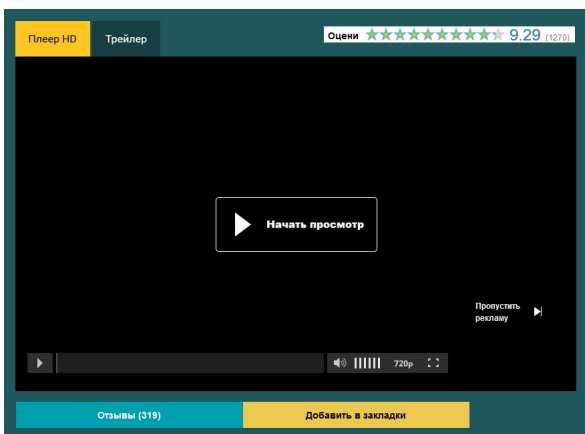 Плеер HD
Трейлер
Оцени 9.29 (1270)
Начать просмотр
Пропустить
рекламу
720p
Отзывы (319)
Добавить в закладки